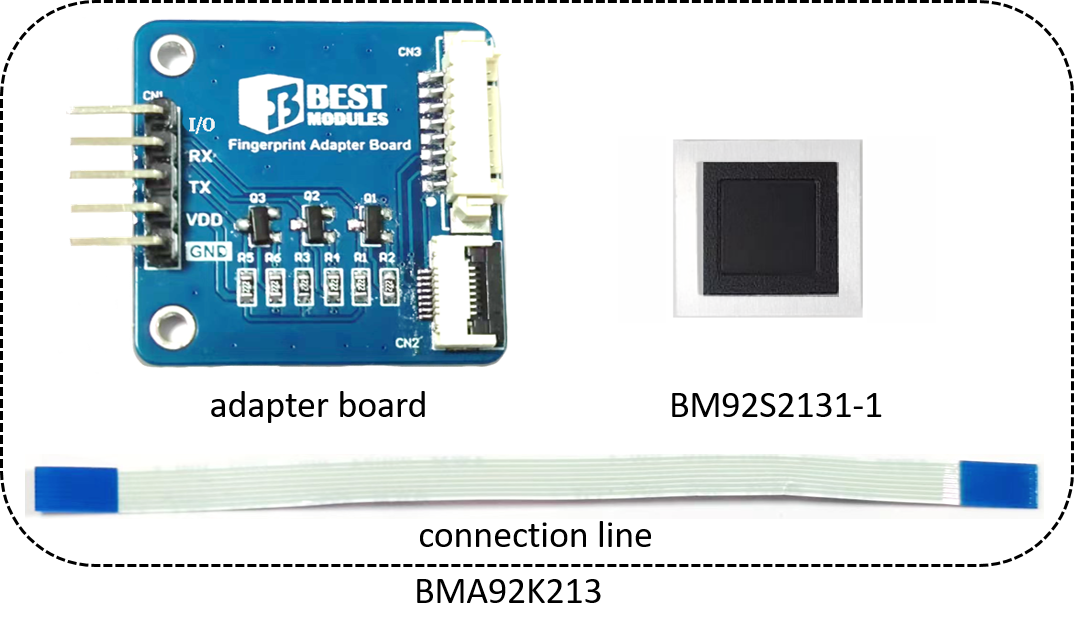 CN3
CN1
BEST
MODULES
Fingerprint Adapter Board
I/O
RX
TX
VDD
GND
Q3 Q2 Q1
R5 R6 R3 R4 R1 R2
CN2
adapter board
BM92S2131-1
connection line
BMA92K213